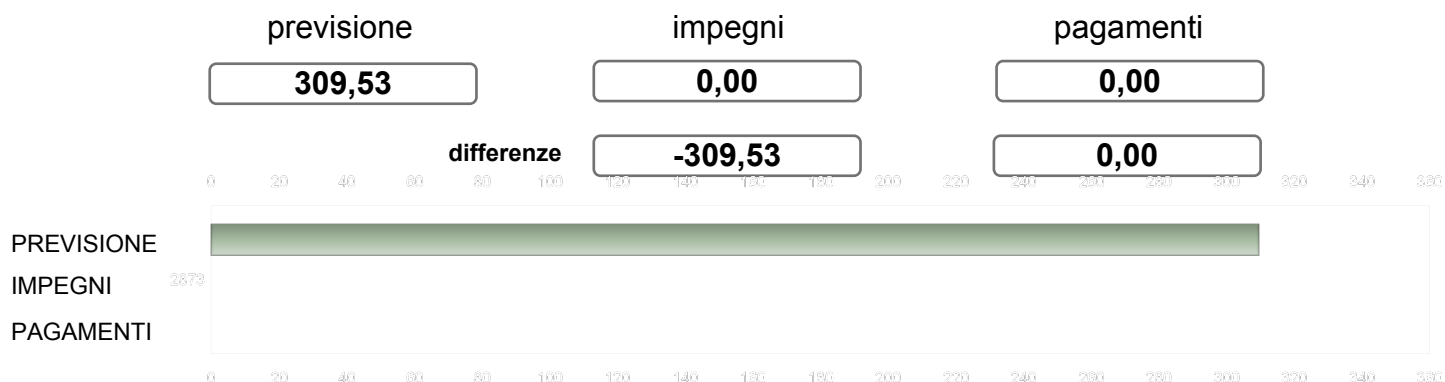 previsione impegni pagamenti
309,53 0,00 0,00
differenze -309,53 0,00
0 20 40 60 80 100 120 140 160 180 200 220 240 260 280 300 320 340 360
PREVISIONE
IMPEGNI 2873
PAGAMENTI
0 20 40 60 80 100 120 140 160 180 200 220 240 260 280 300 320 340 360